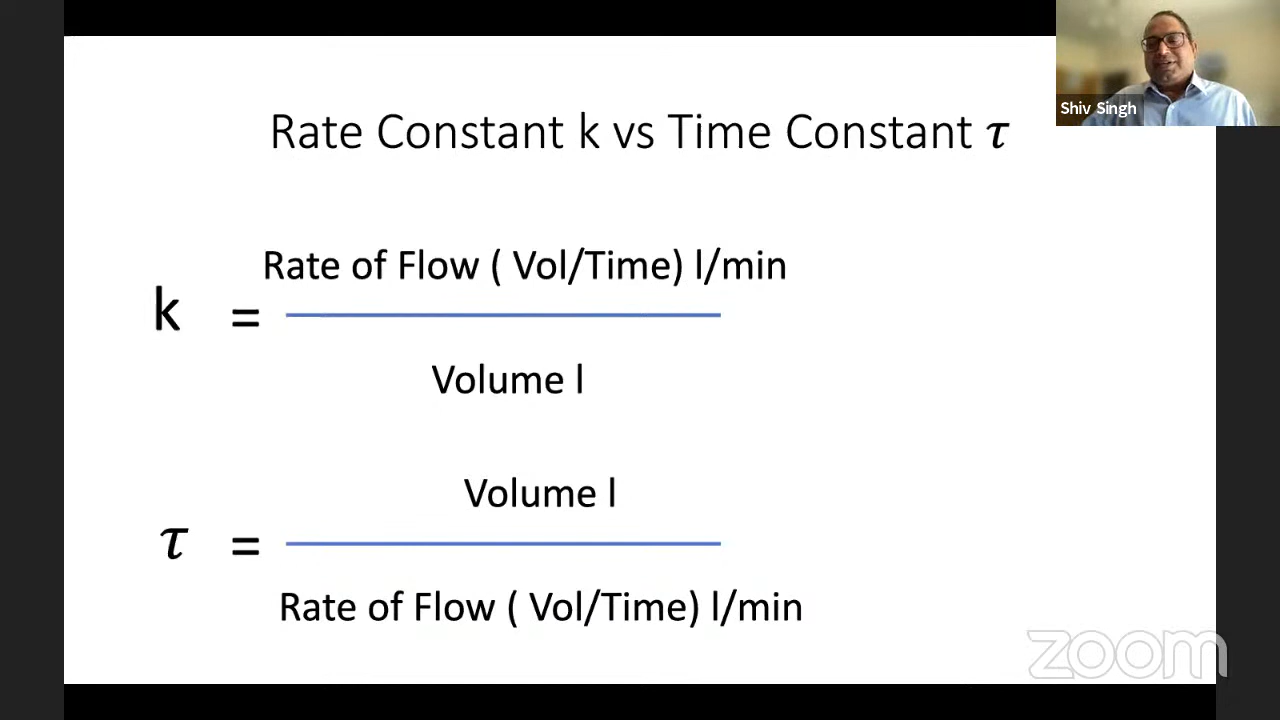 Shiv Singh
Rate Constant k vs Time Constant τ
Rate of Flow ( Vol/Time) l/min
k =
Volume l
Volume l
τ =
Rate of Flow ( Vol/Time) l/min
zoom